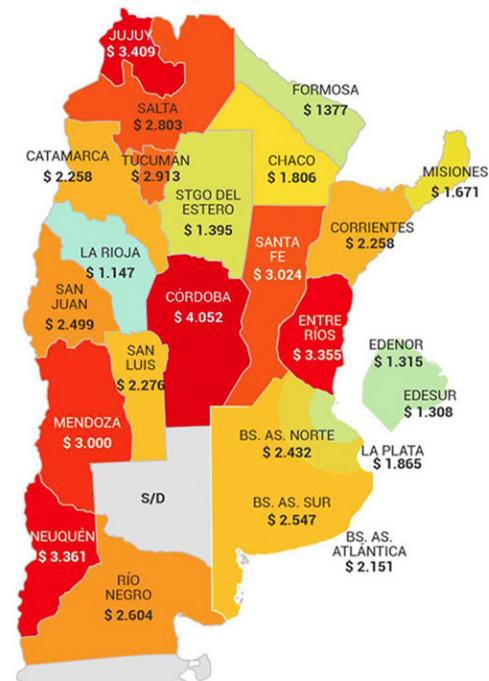 JUJUY
$ 3.409
FORMOSA
$ 1377
SALTA
$ 2.803
CATAMARCA
$ 2.258
TUCUMÁN
$ 2.913
CHACO
$ 1.806
MISIONES
$ 1.671
STGO DEL
ESTERO
$ 1.395
CORRIENTES
$ 2.258
LA RIOJA
$ 1.147
SANTA
FE
$ 3.024
SAN
JUAN
$ 2.499
CÓRDOBA
$ 4.052
ENTRE
RÍOS
$ 3.355
SAN
LUIS
$ 2.276
EDENOR
$ 1.315
EDESUR
$ 1.308
MENDOZA
$ 3.000
BS. AS. NORTE
$ 2.432
LA PLATA
$ 1.865
S/D
BS. AS. SUR
$ 2.547
NEUQUÉN
$ 3.361
BS. AS.
ATLÁNTICA
$ 2.151
RÍO
NEGRO
$ 2.604